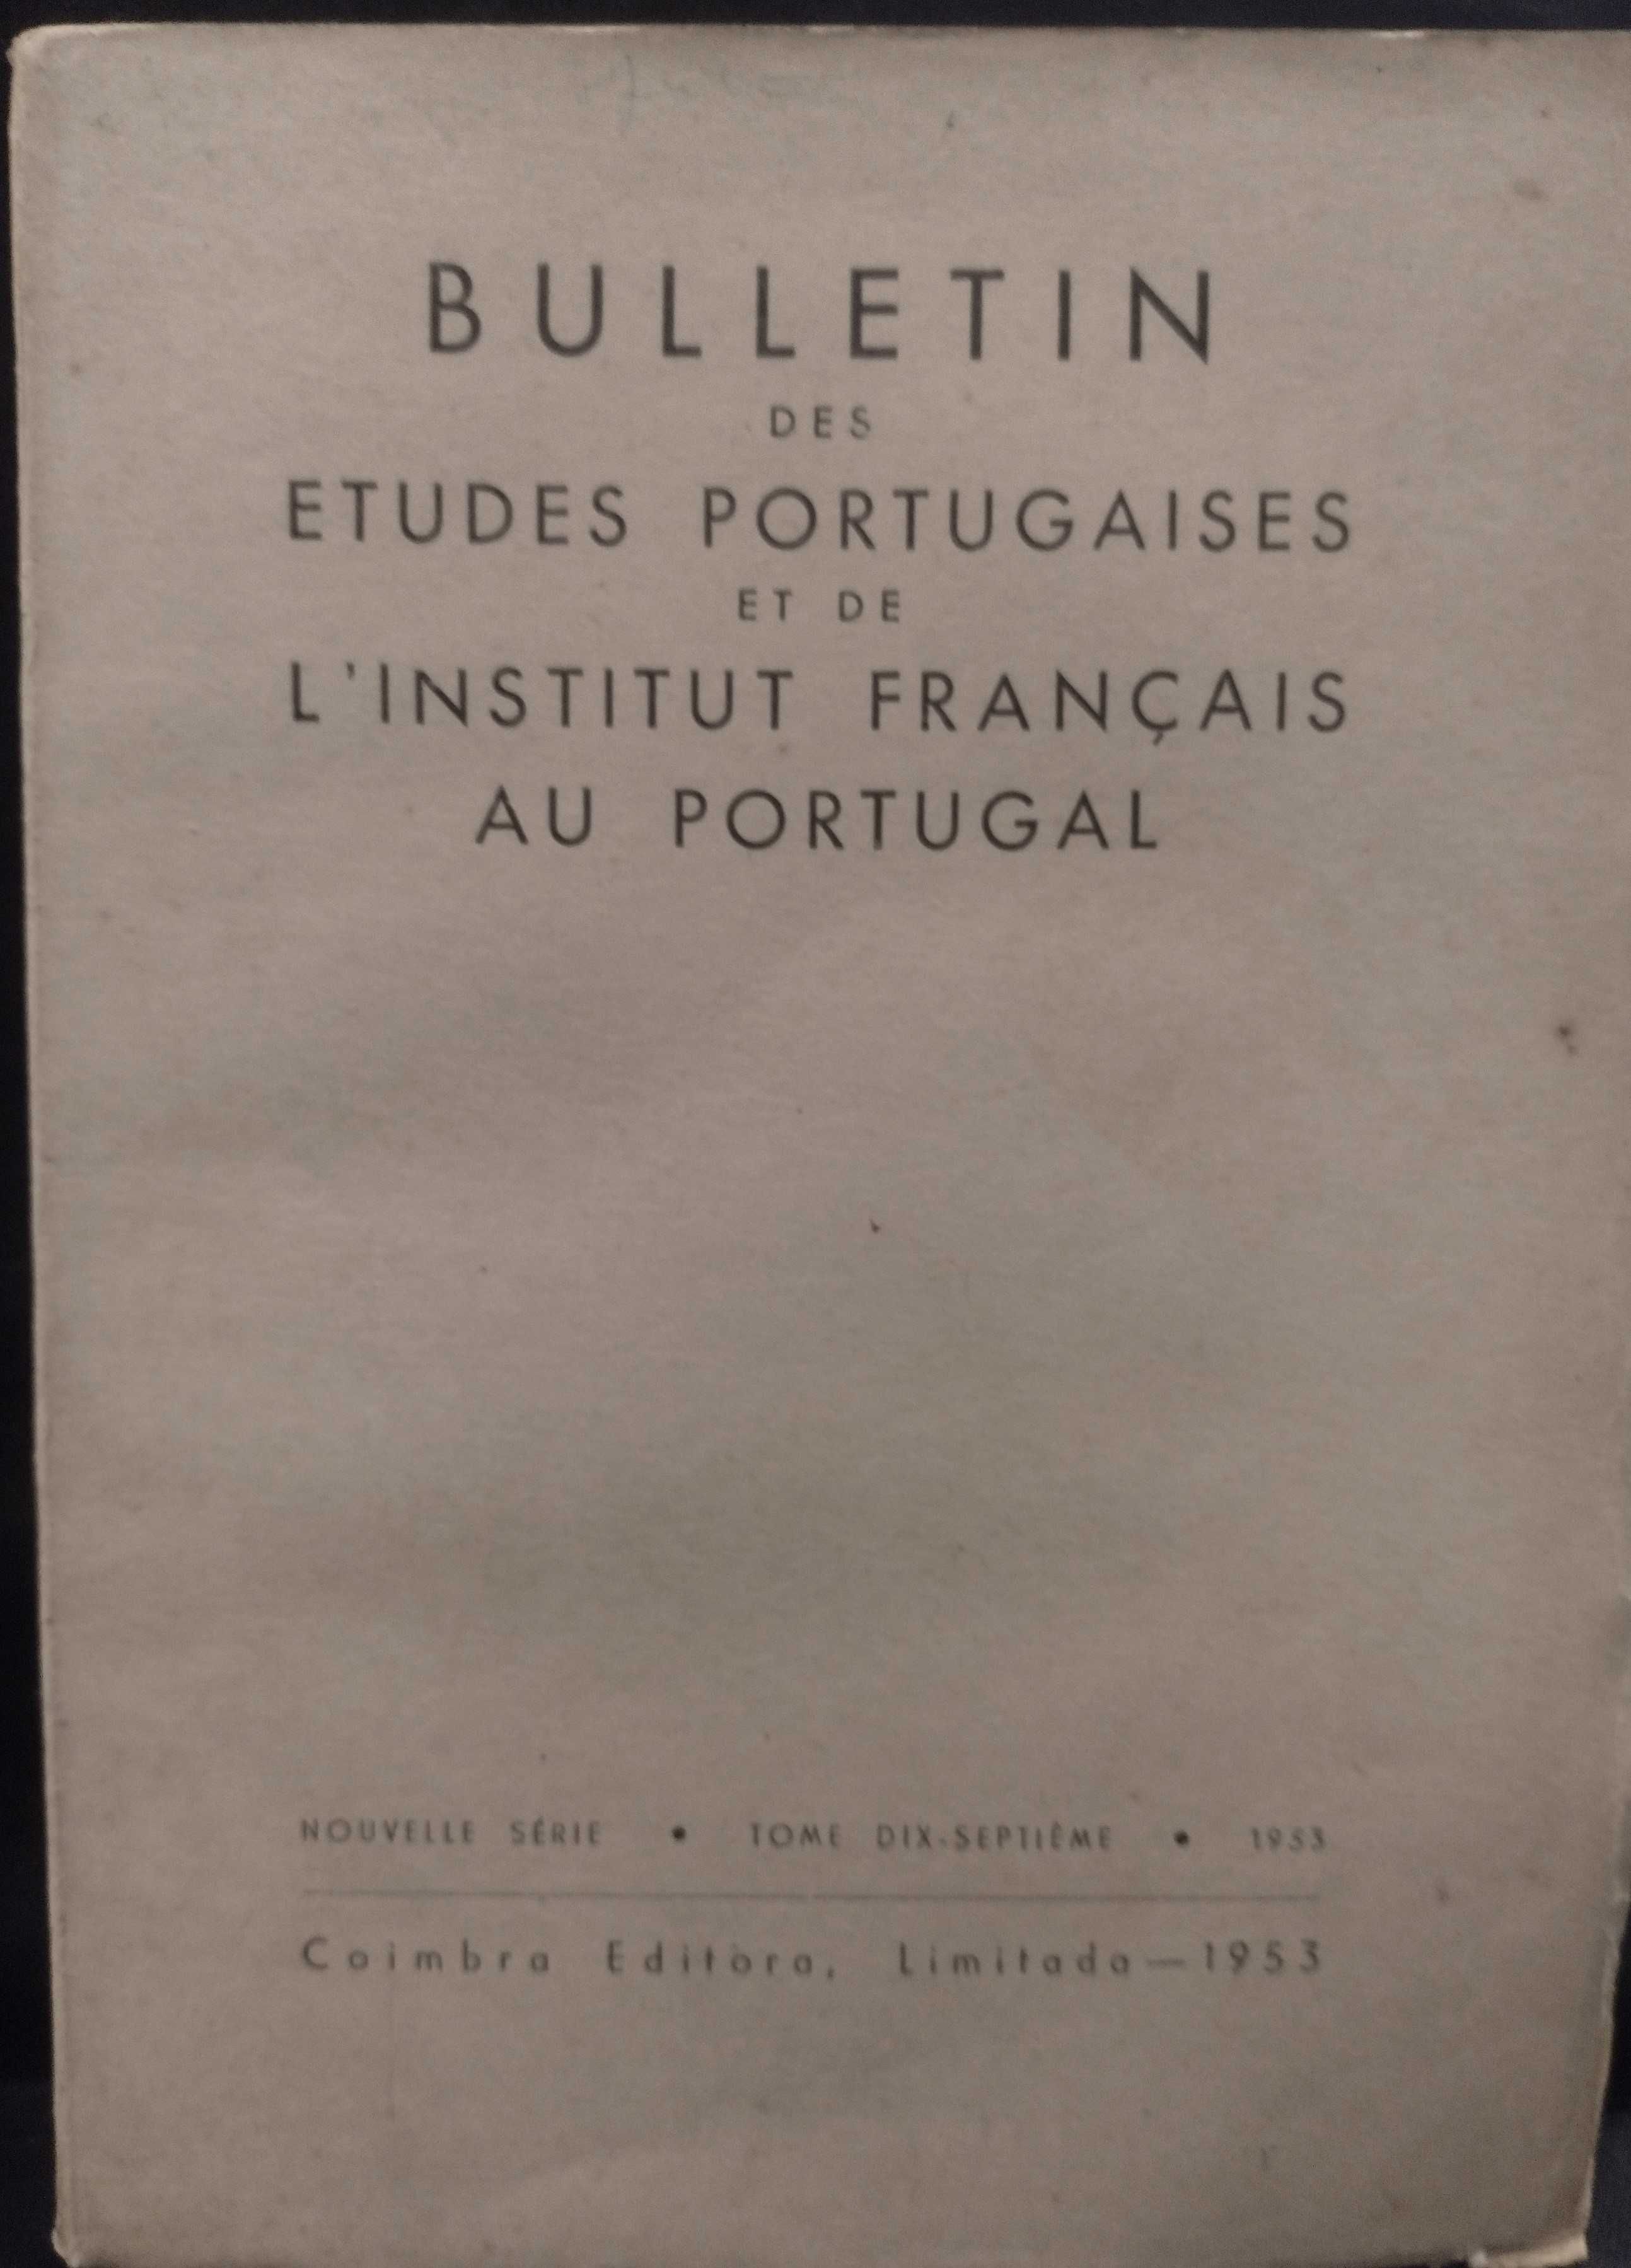 BULLETIN
DES
ETUDES PORTUGAISES
ET DE
L'INSTITUT FRANÇAIS
AU PORTUGAL
NOUVELLE SÉRIE • TOME DIX-SEPTIÈME • 1953
Coimbra Editora, Limitada—1953